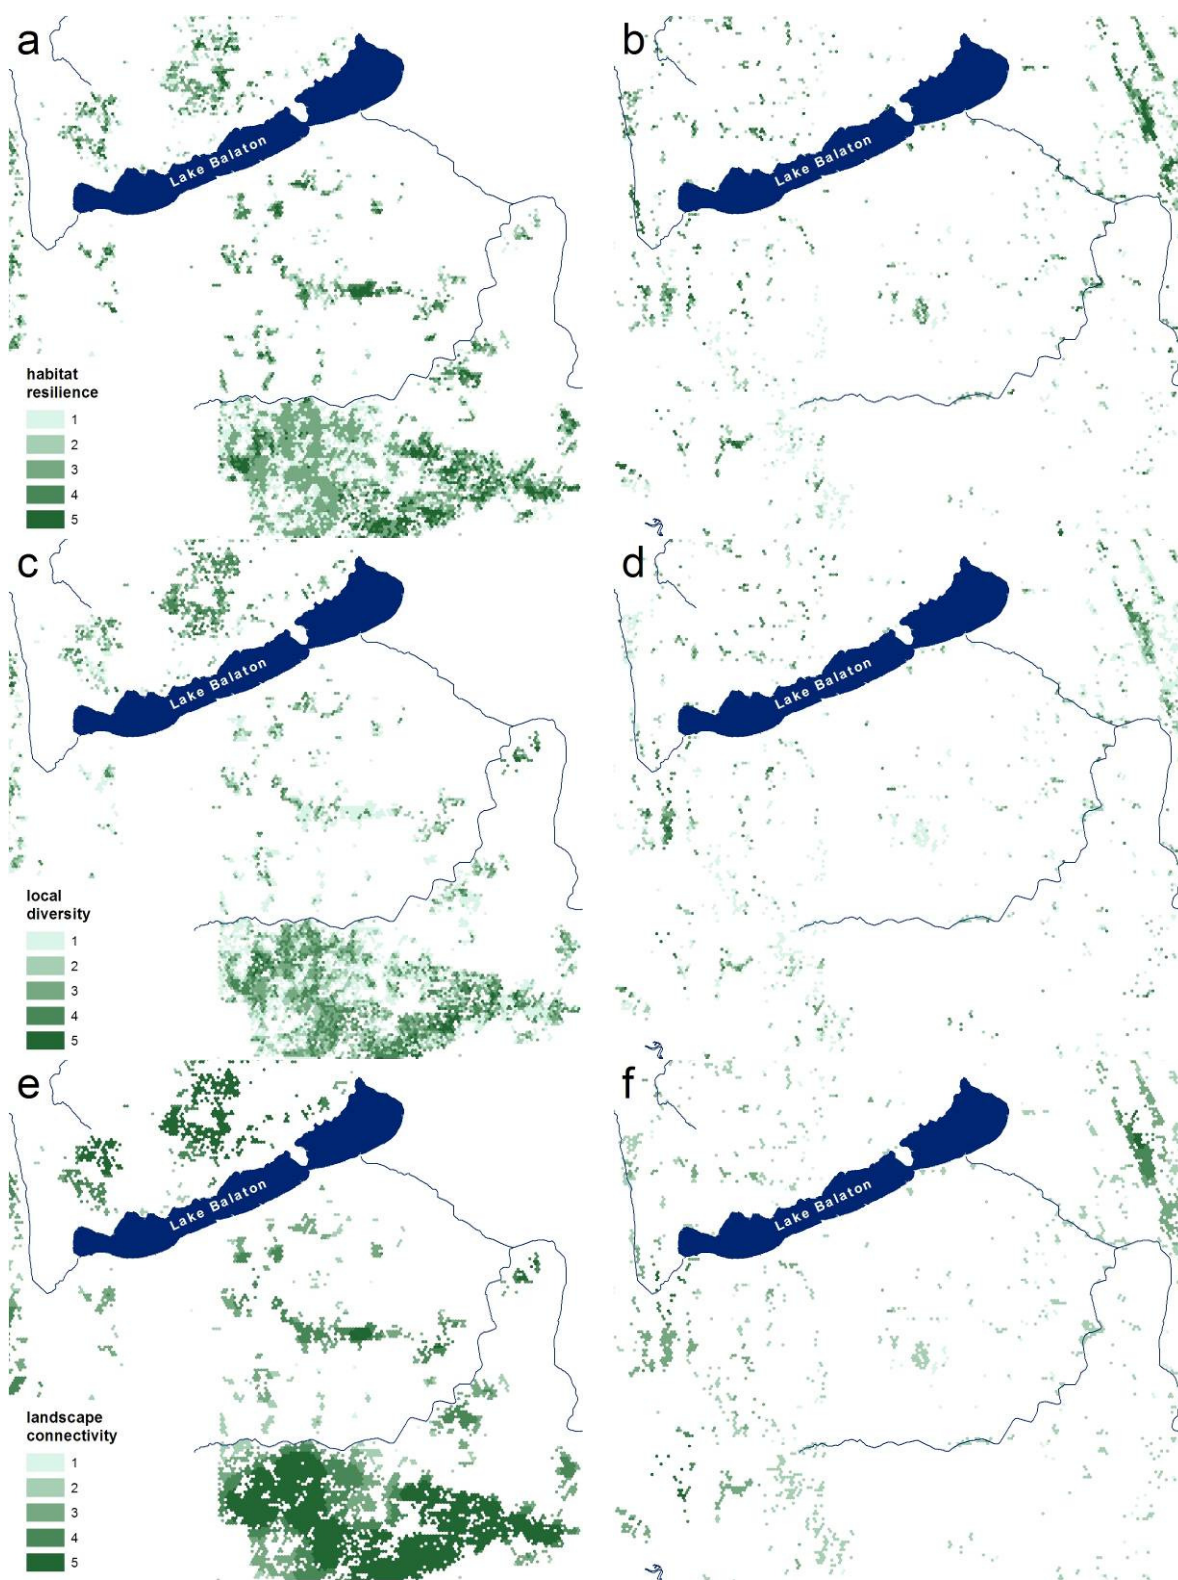 a
b
Lake Balaton
Lake Balaton
habitat
resilience
1
2
3
4
5
c
d
Lake Balaton
Lake Balaton
local
diversity
1
2
3
4
5
e
f
Lake Balaton
Lake Balaton
landscape
connectivity
1
2
3
4
5